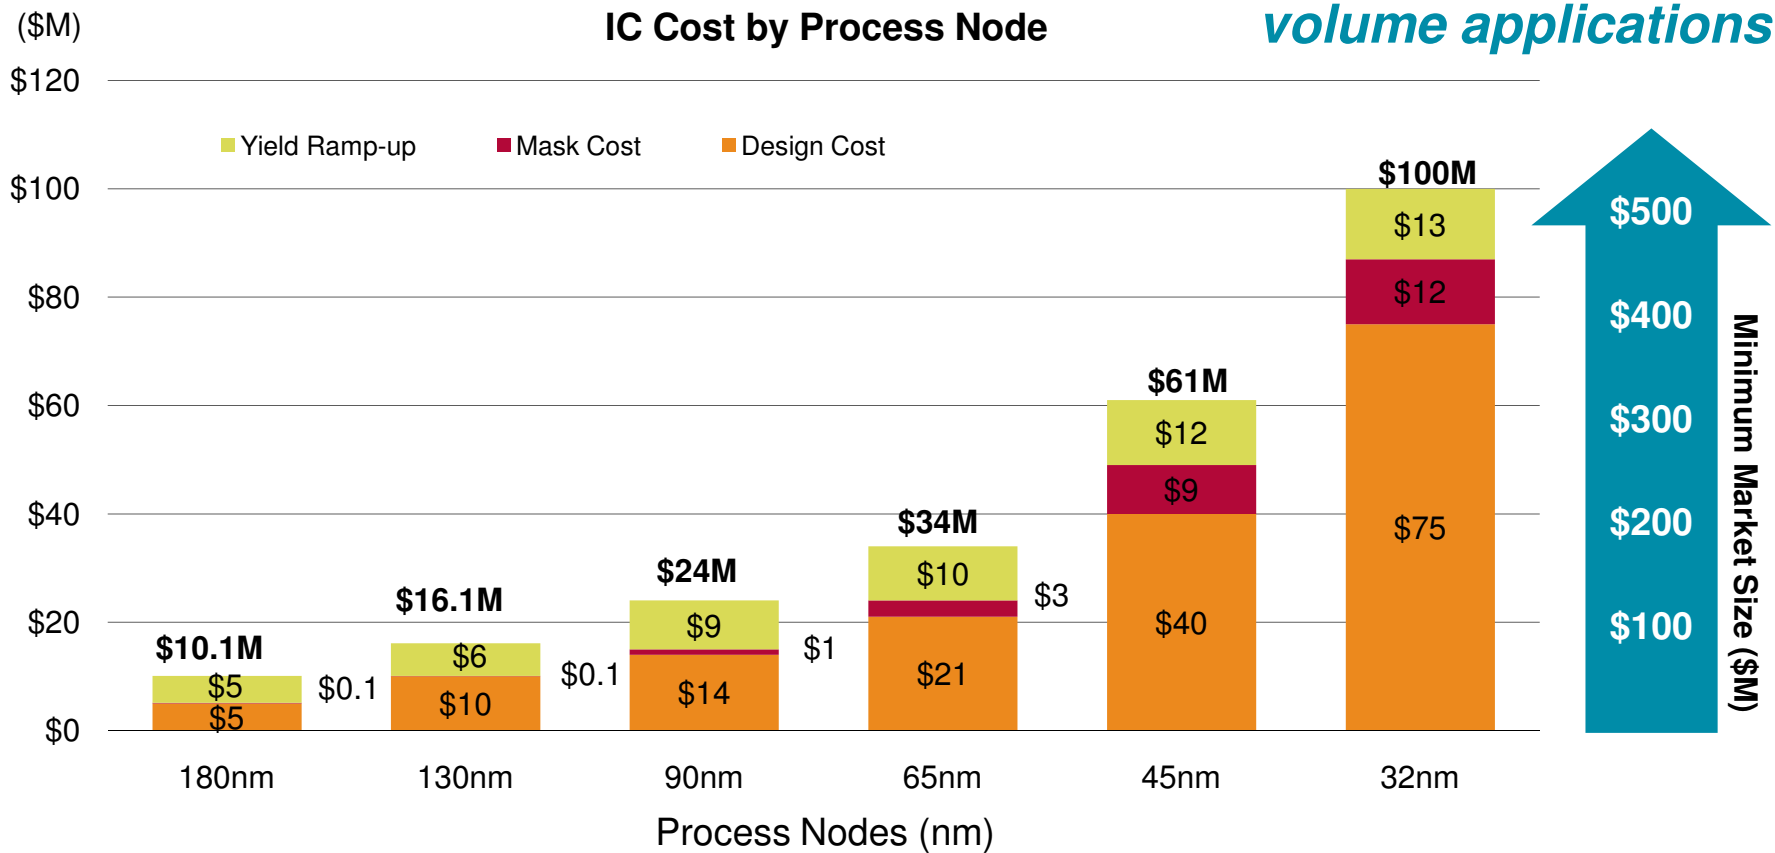 ($M)
IC Cost by Process Node
volume applications
$120
Yield Ramp-up Mask Cost Design Cost
$100
$100M
$13
$12
$75
$80
$61M
$12
$9
$40
$60
$40
$34M
$10
$3
$21
$24M
$9
$1
$14
$16.1M
$6
$0.1
$10
$20
$10.1M
$5
$0.1
$5
$0
180nm 130nm 90nm 65nm 45nm 32nm
Process Nodes (nm)
$500
$400
$300
$200
$100
Minimum Market Size ($M)